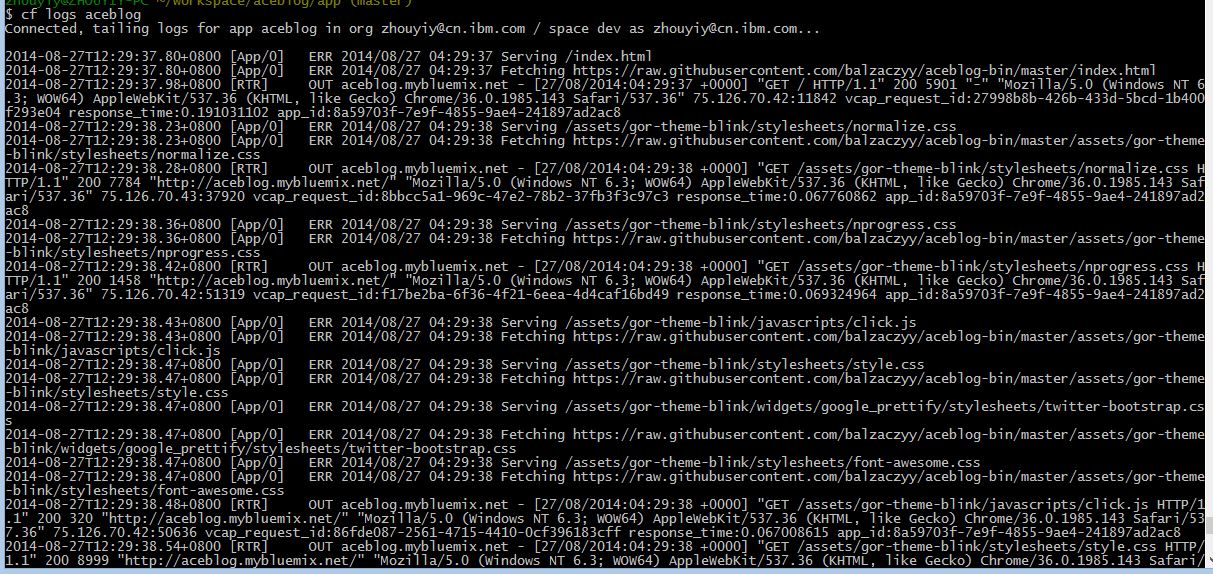 zhouyiy@ZHOUYIY-PC ~/workspace/aceblog/app (master)
$ cf logs aceblog
Connected, tailing logs for app aceblog in org zhouyiy@cn.ibm.com / space dev as zhouyiy@cn.ibm.com...
2014-08-27T12:29:37.80+0800 [App/0]   ERR 2014/08/27 04:29:37 Serving /index.html
2014-08-27T12:29:37.80+0800 [App/0]   ERR 2014/08/27 04:29:37 Fetching https://raw.githubusercontent.com/balzaczyy/aceblog-bin/master/index.html
2014-08-27T12:29:37.98+0800 [RTR]     OUT aceblog.mybluemix.net - [27/08/2014:04:29:37 +0000] "GET / HTTP/1.1" 200 5901 "-" "Mozilla/5.0 (Windows NT 6
.3; WOW64) AppleWebKit/537.36 (KHTML, like Gecko) Chrome/36.0.1985.143 Safari/537.36" 75.126.70.42:11842 vcap_request_id:27998b8b-426b-433d-5bcd-1b400
f293e04 response_time:0.191031102 app_id:8a59703f-7e9f-4855-9ae4-241897ad2ac8
2014-08-27T12:29:38.23+0800 [App/0]   ERR 2014/08/27 04:29:38 Serving /assets/gor-theme-blink/stylesheets/normalize.css
2014-08-27T12:29:38.23+0800 [App/0]   ERR 2014/08/27 04:29:38 Fetching https://raw.githubusercontent.com/balzaczyy/aceblog-bin/master/assets/gor-theme
-blink/stylesheets/normalize.css
2014-08-27T12:29:38.28+0800 [RTR]     OUT aceblog.mybluemix.net - [27/08/2014:04:29:38 +0000] "GET /assets/gor-theme-blink/stylesheets/normalize.css H
TTP/1.1" 200 7784 "http://aceblog.mybluemix.net/" "Mozilla/5.0 (Windows NT 6.3; WOW64) AppleWebKit/537.36 (KHTML, like Gecko) Chrome/36.0.1985.143 Saf
ari/537.36" 75.126.70.43:37920 vcap_request_id:8bbcc5a1-969c-47e2-78b2-37fb3f3c97c3 response_time:0.067760862 app_id:8a59703f-7e9f-4855-9ae4-241897ad2
ac8
2014-08-27T12:29:38.36+0800 [App/0]   ERR 2014/08/27 04:29:38 Serving /assets/gor-theme-blink/stylesheets/nprogress.css
2014-08-27T12:29:38.36+0800 [App/0]   ERR 2014/08/27 04:29:38 Fetching https://raw.githubusercontent.com/balzaczyy/aceblog-bin/master/assets/gor-theme
-blink/stylesheets/nprogress.css
2014-08-27T12:29:38.42+0800 [RTR]     OUT aceblog.mybluemix.net - [27/08/2014:04:29:38 +0000] "GET /assets/gor-theme-blink/stylesheets/nprogress.css H
TTP/1.1" 200 1458 "http://aceblog.mybluemix.net/" "Mozilla/5.0 (Windows NT 6.3; WOW64) AppleWebKit/537.36 (KHTML, like Gecko) Chrome/36.0.1985.143 Saf
ari/537.36" 75.126.70.42:51319 vcap_request_id:f17be2ba-6f36-4f21-6eea-4d4caf16bd49 response_time:0.069324964 app_id:8a59703f-7e9f-4855-9ae4-241897ad2
ac8
2014-08-27T12:29:38.43+0800 [App/0]   ERR 2014/08/27 04:29:38 Serving /assets/gor-theme-blink/javascripts/click.js
2014-08-27T12:29:38.43+0800 [App/0]   ERR 2014/08/27 04:29:38 Fetching https://raw.githubusercontent.com/balzaczyy/aceblog-bin/master/assets/gor-theme
-blink/javascripts/click.js
2014-08-27T12:29:38.47+0800 [App/0]   ERR 2014/08/27 04:29:38 Serving /assets/gor-theme-blink/stylesheets/style.css
2014-08-27T12:29:38.47+0800 [App/0]   ERR 2014/08/27 04:29:38 Fetching https://raw.githubusercontent.com/balzaczyy/aceblog-bin/master/assets/gor-theme
-blink/stylesheets/style.css
2014-08-27T12:29:38.47+0800 [App/0]   ERR 2014/08/27 04:29:38 Serving /assets/gor-theme-blink/widgets/google_prettify/stylesheets/twitter-bootstrap.cs
s
2014-08-27T12:29:38.47+0800 [App/0]   ERR 2014/08/27 04:29:38 Fetching https://raw.githubusercontent.com/balzaczyy/aceblog-bin/master/assets/gor-theme
-blink/widgets/google_prettify/stylesheets/twitter-bootstrap.css
2014-08-27T12:29:38.47+0800 [App/0]   ERR 2014/08/27 04:29:38 Serving /assets/gor-theme-blink/stylesheets/font-awesome.css
2014-08-27T12:29:38.47+0800 [App/0]   ERR 2014/08/27 04:29:38 Fetching https://raw.githubusercontent.com/balzaczyy/aceblog-bin/master/assets/gor-theme
-blink/stylesheets/font-awesome.css
2014-08-27T12:29:38.48+0800 [RTR]     OUT aceblog.mybluemix.net - [27/08/2014:04:29:38 +0000] "GET /assets/gor-theme-blink/javascripts/click.js HTTP/1
.1" 200 320 "http://aceblog.mybluemix.net/" "Mozilla/5.0 (Windows NT 6.3; WOW64) AppleWebKit/537.36 (KHTML, like Gecko) Chrome/36.0.1985.143 Safari/53
7.36" 75.126.70.42:50636 vcap_request_id:86fde087-2561-4715-4410-0cf396183cff response_time:0.067008615 app_id:8a59703f-7e9f-4855-9ae4-241897ad2ac8
2014-08-27T12:29:38.54+0800 [RTR]     OUT aceblog.mybluemix.net - [27/08/2014:04:29:38 +0000] "GET /assets/gor-theme-blink/stylesheets/style.css HTTP/
1.1" 200 8999 "http://aceblog.mybluemix.net/" "Mozilla/5.0 (Windows NT 6.3; WOW64) AppleWebKit/537.36 (KHTML, like Gecko) Chrome/36.0.1985.143 Safari/